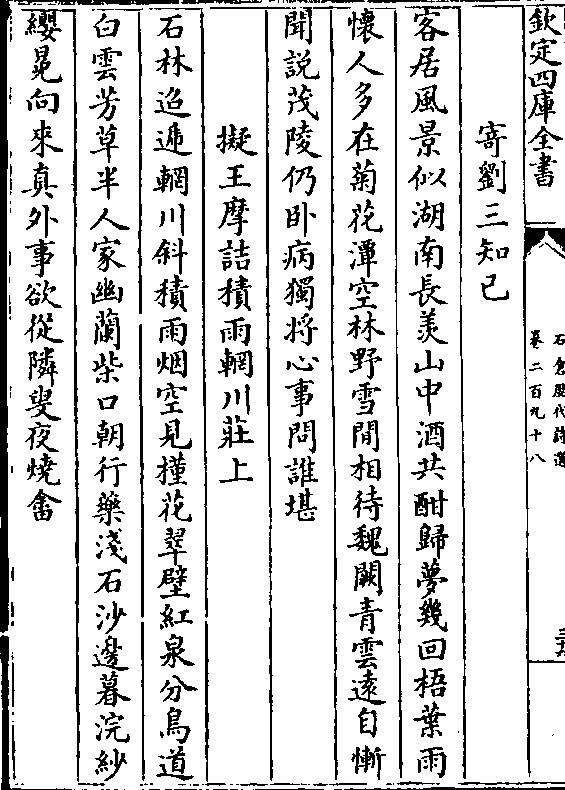 欽定四庫全書
石倉歷代詩選
卷二百九十八
寄劉三知已
客居風景似湖南長羡山中酒共酣歸夢幾回梧葉雨
懷人多在菊花潭空林野雪閒相待魏闕青雲遠自慚
聞説茂陵仍卧病獨將心事問誰堪
擬王摩詰積雨輞川莊上
石林迢遞輞川斜積雨烟空見槿花翠壁紅泉分鳥道
白雲芳草半人家幽蘭柴口朝行藥淺石沙邊暮浣紗
纓冕向來真外事欲從隣叟夜燒畬